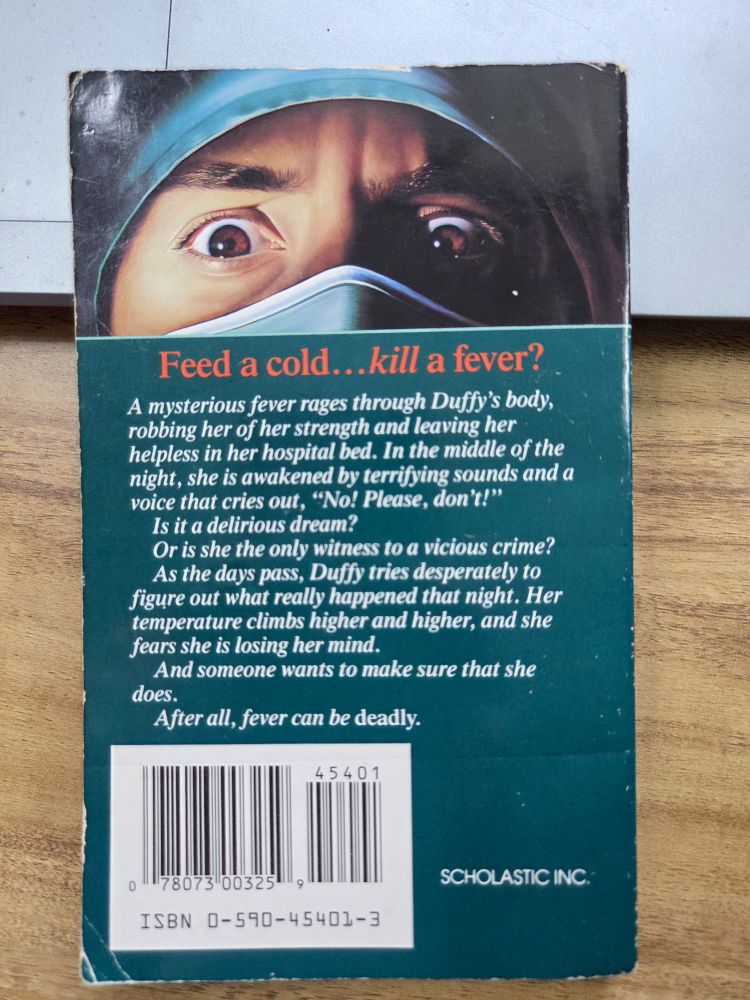 Feed a cold...kill a fever?
A mysterious fever rages through Duffy's body,
robbing her of her strength and leaving her
helpless in her hospital bed. In the middle of the
night, she is awakened by terrifying sounds and a
voice that cries out, "No! Please, don't!"
Is it a delirious dream?
Or is she the only witness to a vicious crime?
As the days pass, Duffy tries desperately to
figure out what really happened that night. Her
temperature climbs higher and higher, and she
fears she is losing her mind.
And someone wants to make sure that she
does.
After all, fever can be deadly.
45401
0 78073 00325 9
ISBN 0-590-45401-3
SCHOLASTIC INC.